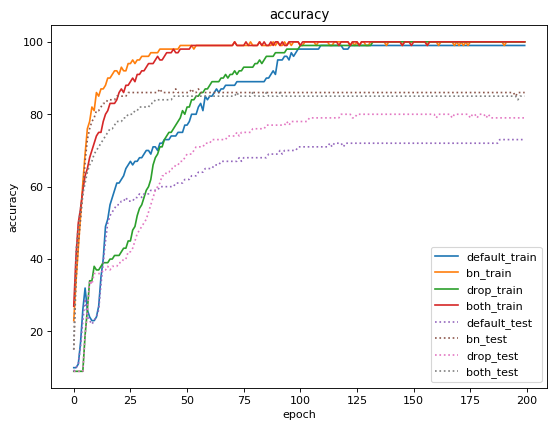 accuracy
100
80
60
40
20
accuracy
0
25
50
75
100
125
150
175
200
epoch
default_train
bn_train
drop_train
both_train
default_test
bn_test
drop_test
both_test